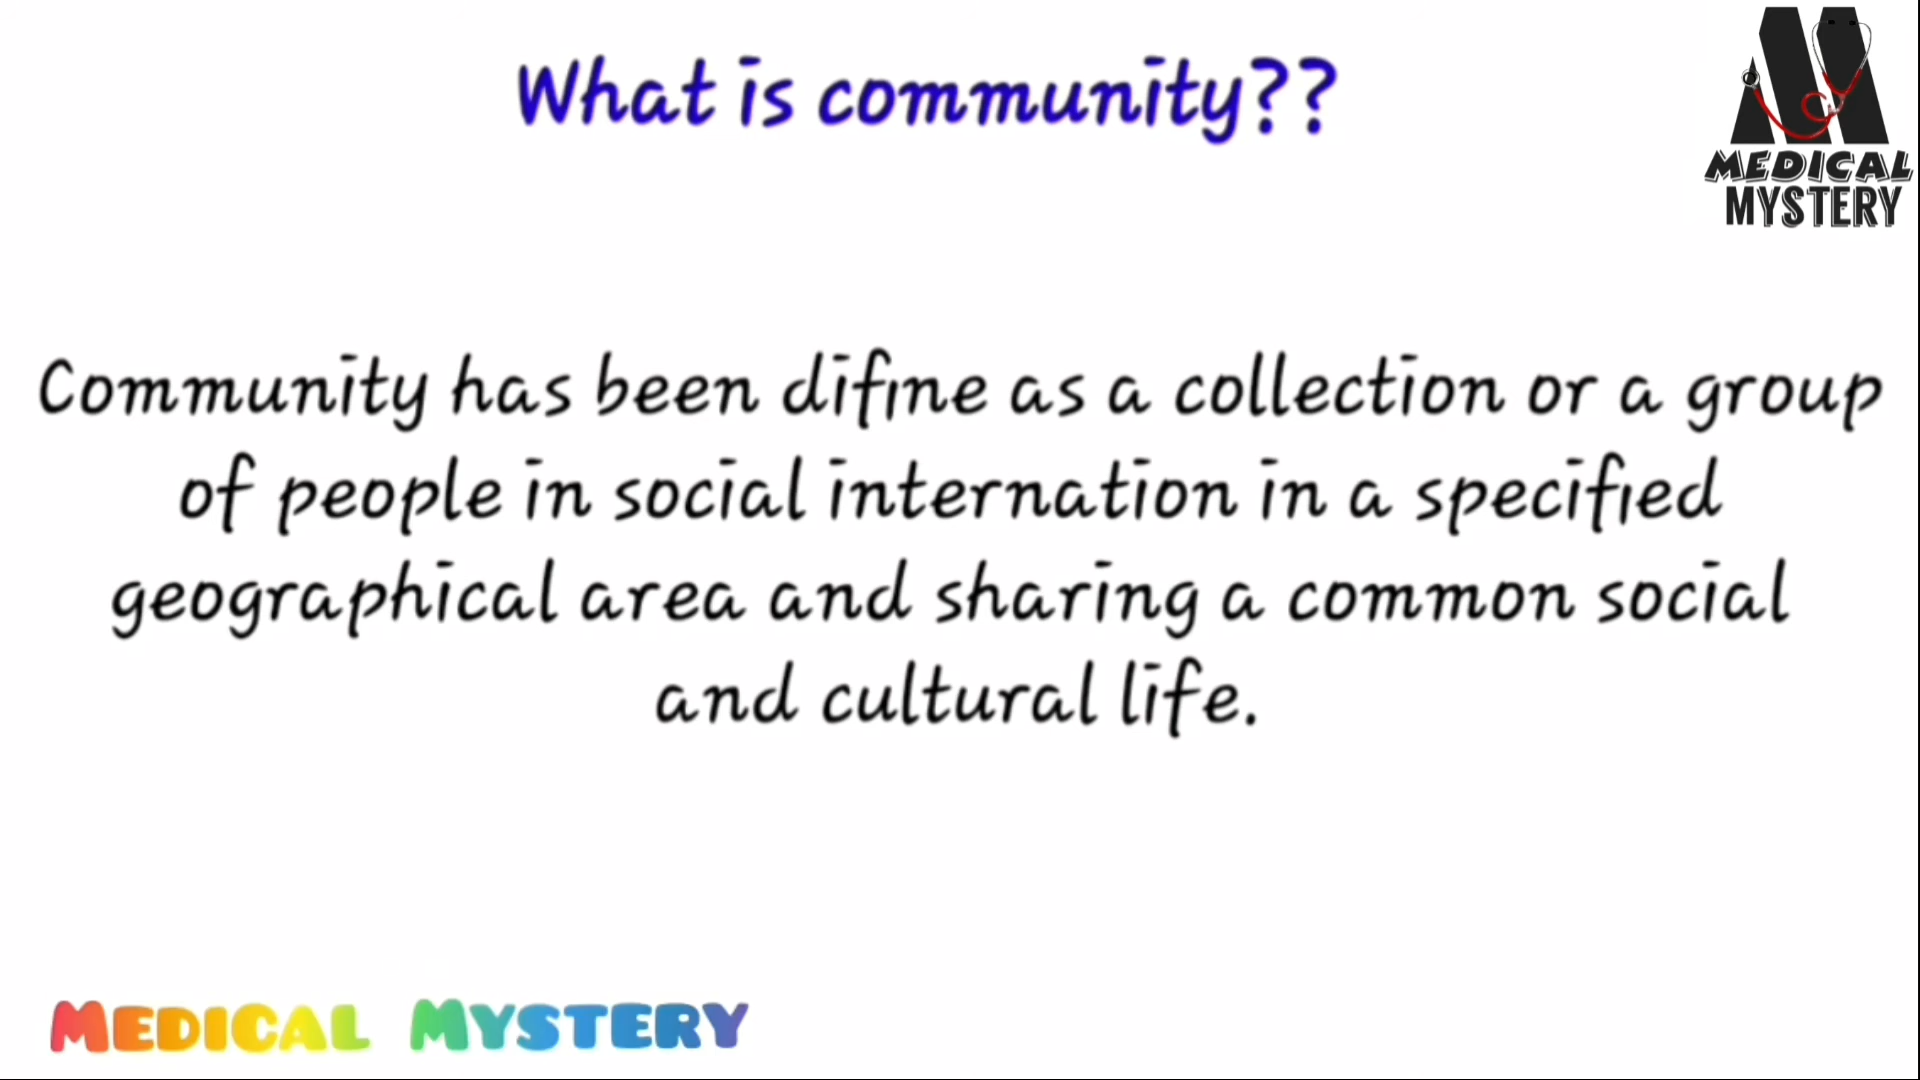 What is community??
MEDICAL
MYSTERY
Community has been difine as a collection or a group
of people in social internation in a specified
geographical area and sharing a common social
and cultural life.
MEDICAL MYSTERY